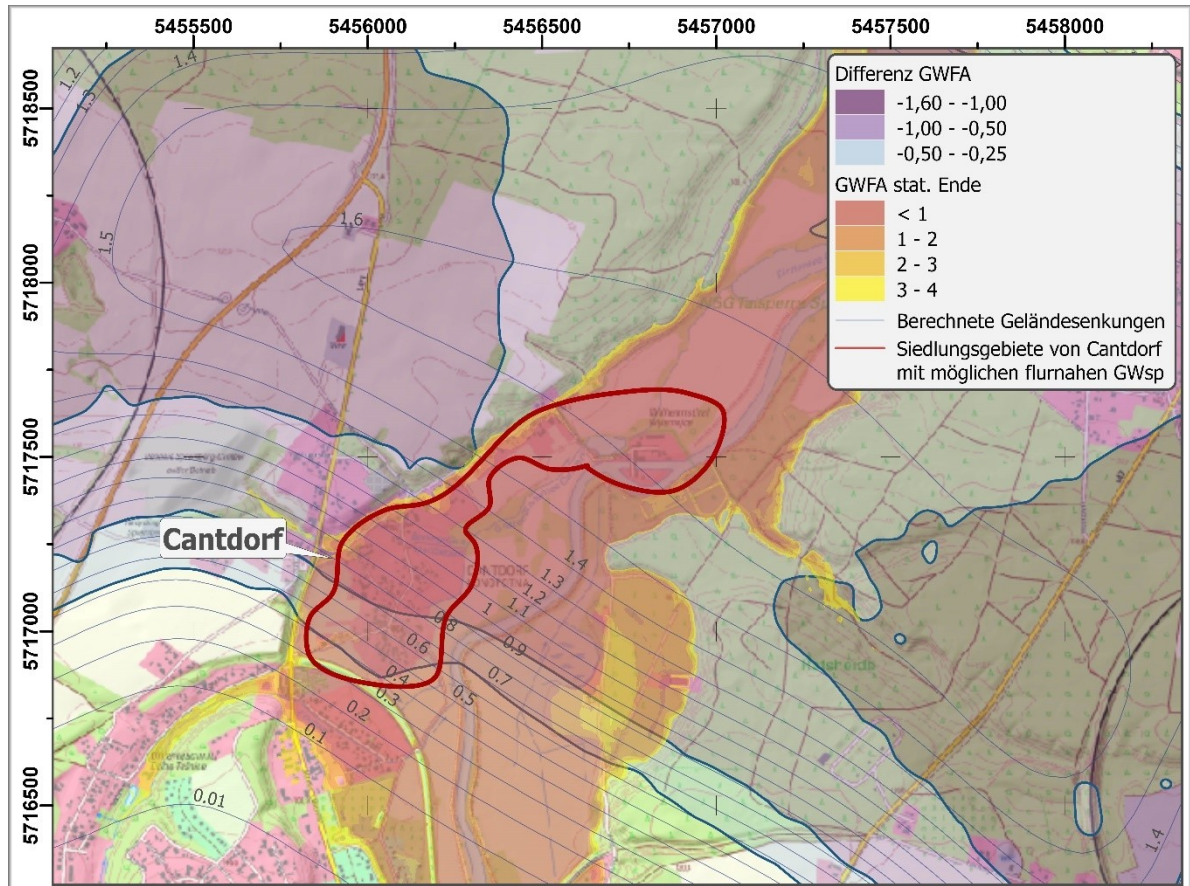 5455500 5456000 5456500 5457000 5457500 5458000
5718500
5718000
5717500
5717000
5716500
Differenz GWFA
-1,60 - -1,00
-1,00 - -0,50
-0,50 - -0,25
GWFA stat. Ende
< 1
1 - 2
2 - 3
3 - 4
Berechnete Geländesenkungen
Siedlungsgebiete von Cantdorf
mit möglichen flurnahen GWsp
1.2
1.3
1.4
1.5
1.6
Cantdorf
CANTDORF
1.4
1.3
1.2
1.1
1
0.9
0.8
0.7
0.6
0.5
0.4
0.3
0.2
0.1
0.01
1.4